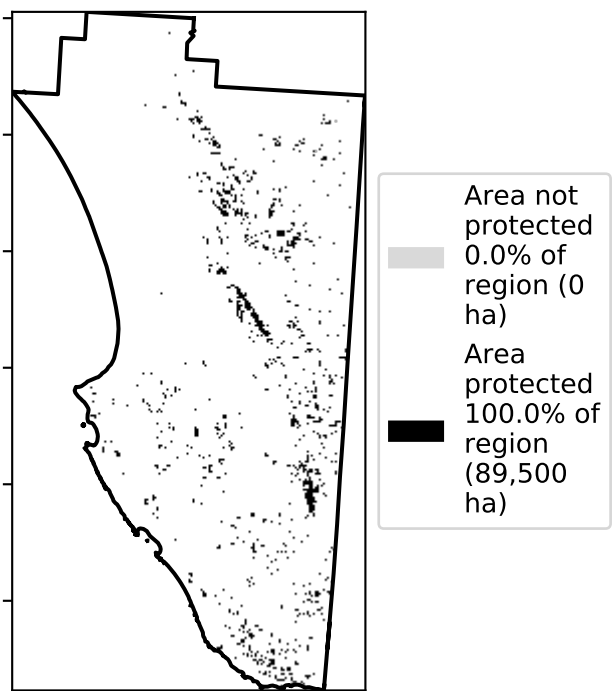 Area not
protected
0.0% of
region (0
ha)
Area
protected
100.0% of
region
(89,500
ha)